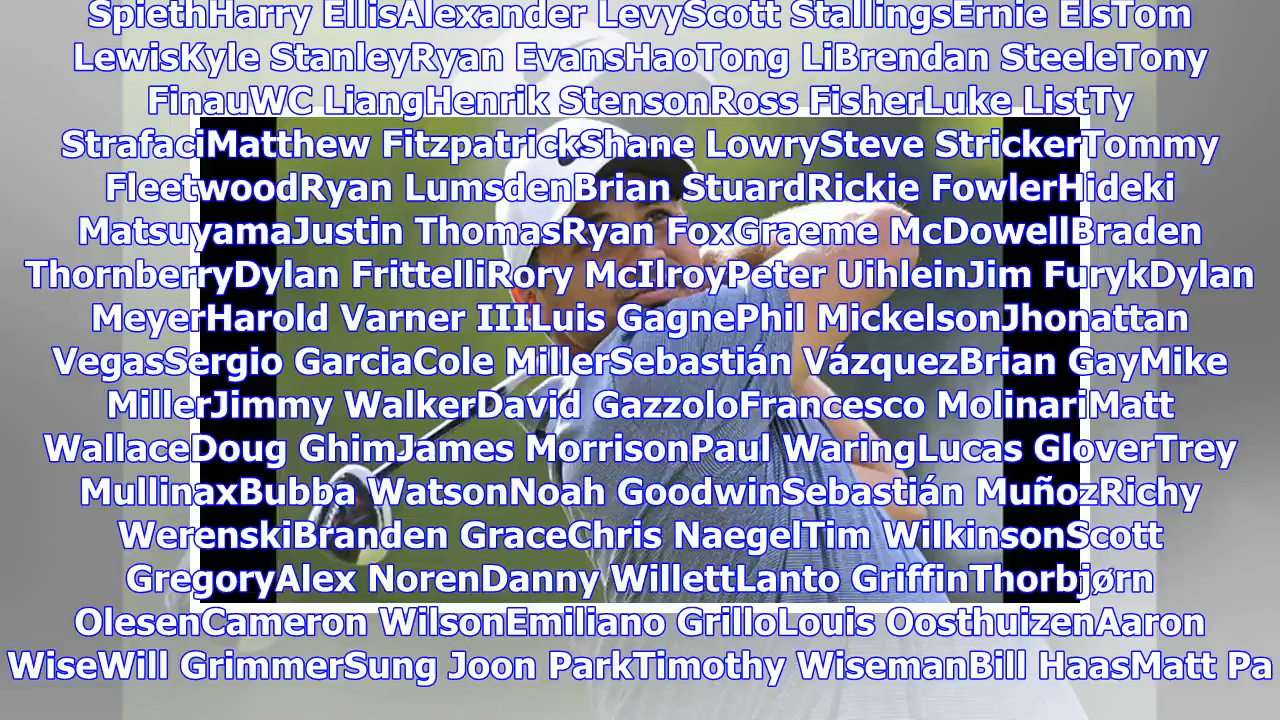 SpiethHarry EllisAlexander LevyScott StallingsErnie ElsTom
LewisKyle StanleyRyan EvansHaoTong LiBrendan SteeleTony
FinauWC LiangHenrik StensonRoss FisherLuke ListTy
StrafaciMatthew FitzpatrickShane LowrySteve StrickerTommy
FleetwoodRyan LumsdenBrian StuardRickie FowlerHideki
MatsuyamaJustin ThomasRyan FoxGraeme McDowellBraden
ThornberryDylan FrittelliRory McIlroyPeter UihleinJim FurykDylan
MeyerHarold Varner IIILuis GagnePhil MickelsonJhonattan
VegasSergio GarciaCole MillerSebastián VázquezBrian GayMike
MillerJimmy WalkerDavid GazzoloFrancesco MolinariMatt
WallaceDoug GhimJames MorrisonPaul WaringLucas GloverTrey
MullinaxBubba WatsonNoah GoodwinSebastián MuñozRichy
WerenskiBranden GraceChris NaegelTim WilkinsonScott
GregoryAlex NorenDanny WillettLanto GriffinThorbjørn
OlesenCameron WilsonEmiliano GrilloLouis OosthuizenAaron
WiseWill GrimmerSung Joon ParkTimothy WisemanBill HaasMatt Pa